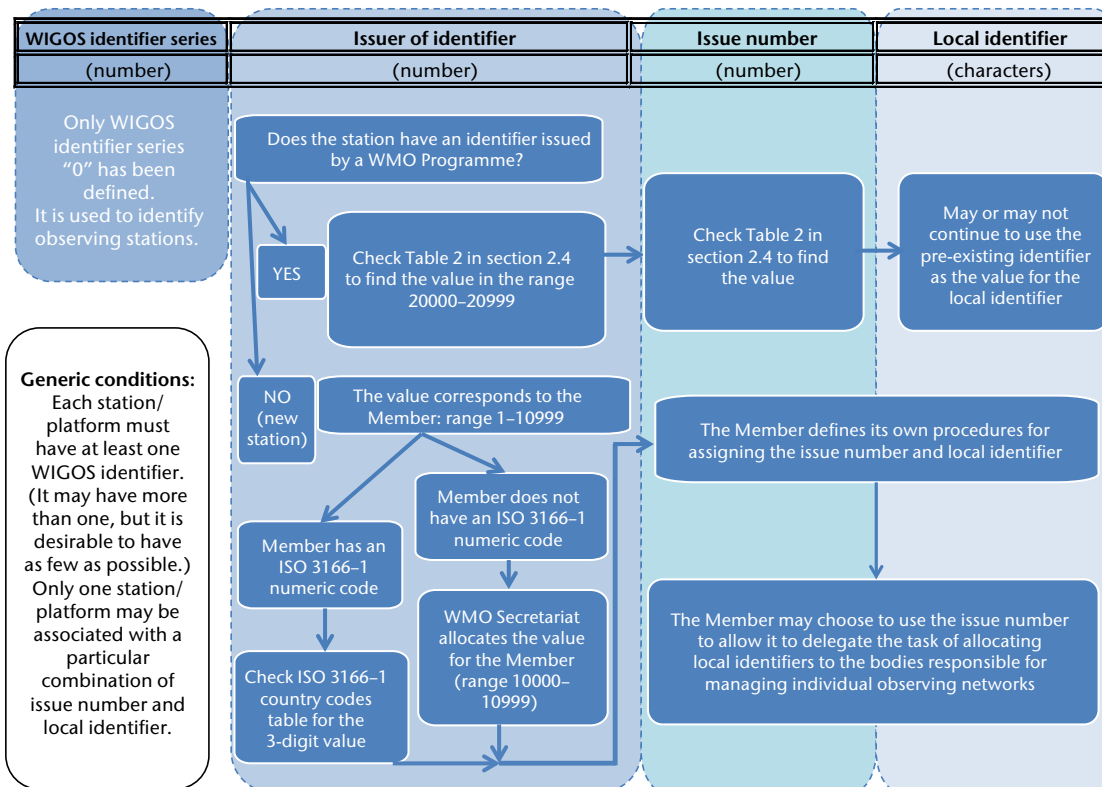 WIGOS identifier series
Issuer of identifier
Issue number
Local identifier
(number)
(number)
(number)
(characters)
Only WIGOS
identifier series
“0” has been
defined.
It is used to identify
observing stations.
Does the station have an identifier issued
by a WMO Programme?
YES
Check Table 2 in section 2.4
to find the value in the range
20000–20999
Check Table 2 in
section 2.4 to find
the value
May or may not
continue to use the
pre-existing identifier
as the value for the
local identifier
Generic conditions:
Each station/
platform must
have at least one
WIGOS identifier.
(It may have more
than one, but it is
desirable to have
as few as possible.)
Only one station/
platform may be
associated with a
particular
combination of
issue number and
local identifier.
NO
(new
station)
The value corresponds to the
Member: range 1–10999
Member has an
ISO 3166–1
numeric code
Member does not
have an ISO 3166–1
numeric code
Check ISO 3166–1
country codes
table for the
3-digit value
WMO Secretariat
allocates the value
for the Member
(range 10000–
10999)
The Member defines its own procedures for
assigning the issue number and local identifier
The Member may choose to use the issue number
to allow it to delegate the task of allocating
local identifiers to the bodies responsible for
managing individual observing networks